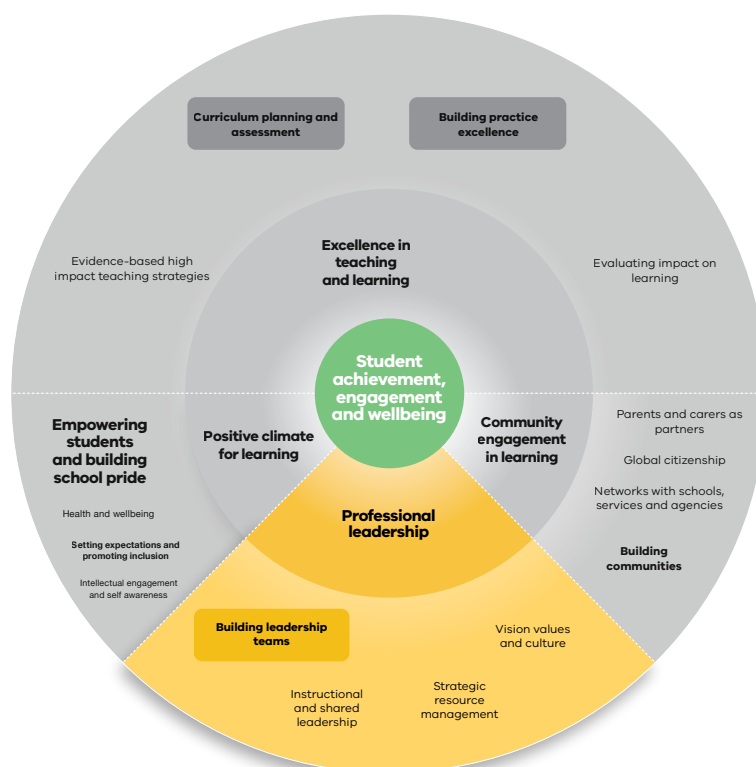 Curriculum planning and
assessment
Building practice
excellence
Excellence in
teaching
and learning
Evidence-based high
impact teaching strategies
Evaluating impact on
learning
Student
achievement,
engagement
and wellbeing
Empowering
students
and building
school pride
Health and wellbeing
Setting expectations and
promoting inclusion
Intellectual engagement
and self awareness
Positive climate
for learning
Community
engagement
in learning
Parents and carers as
partners
Global citizenship
Networks with schools,
services and agencies
Building
communities
Professional
leadership
Building leadership
teams
Vision values
and culture
Instructional
and shared
leadership
Strategic
resource
management